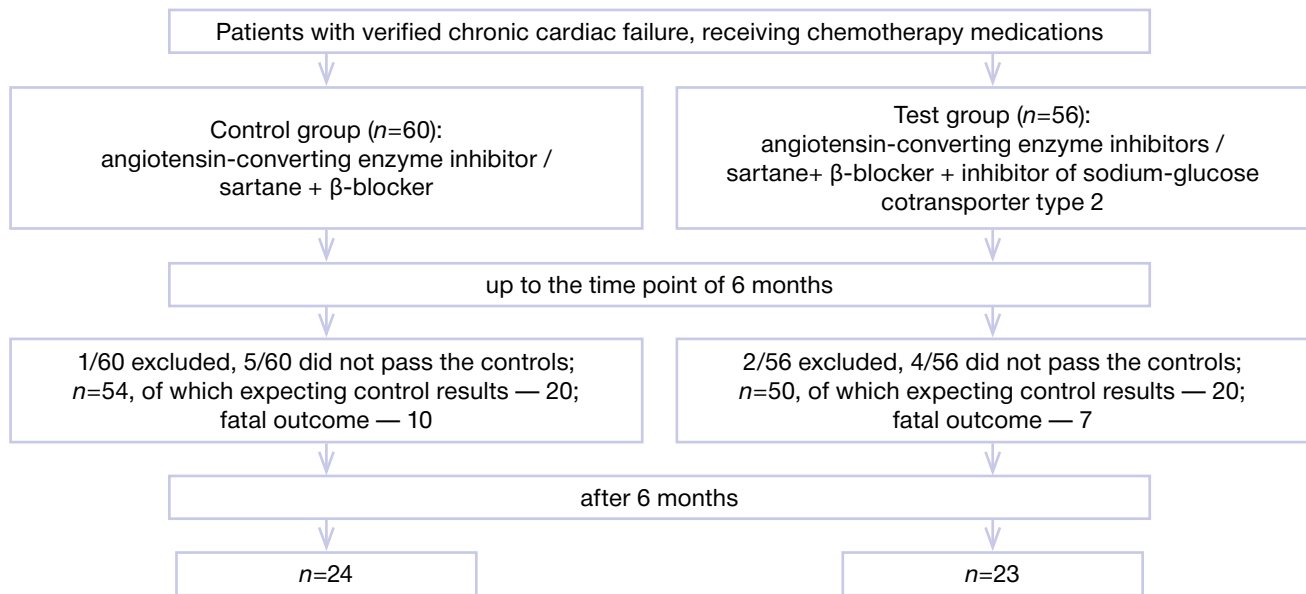 Patients with verified chronic cardiac failure, receiving chemotherapy medications
Control group (n=60):
angiotensin-converting enzyme inhibitor /
sartane + β-blocker
Test group (n=56):
angiotensin-converting enzyme inhibitors /
sartane+ β-blocker + inhibitor of sodium-glucose
cotransporter type 2
up to the time point of 6 months
1/60 excluded, 5/60 did not pass the controls;
n=54, of which expecting control results — 20;
fatal outcome — 10
2/56 excluded, 4/56 did not pass the controls;
n=50, of which expecting control results — 20;
fatal outcome — 7
after 6 months
n=24
n=23